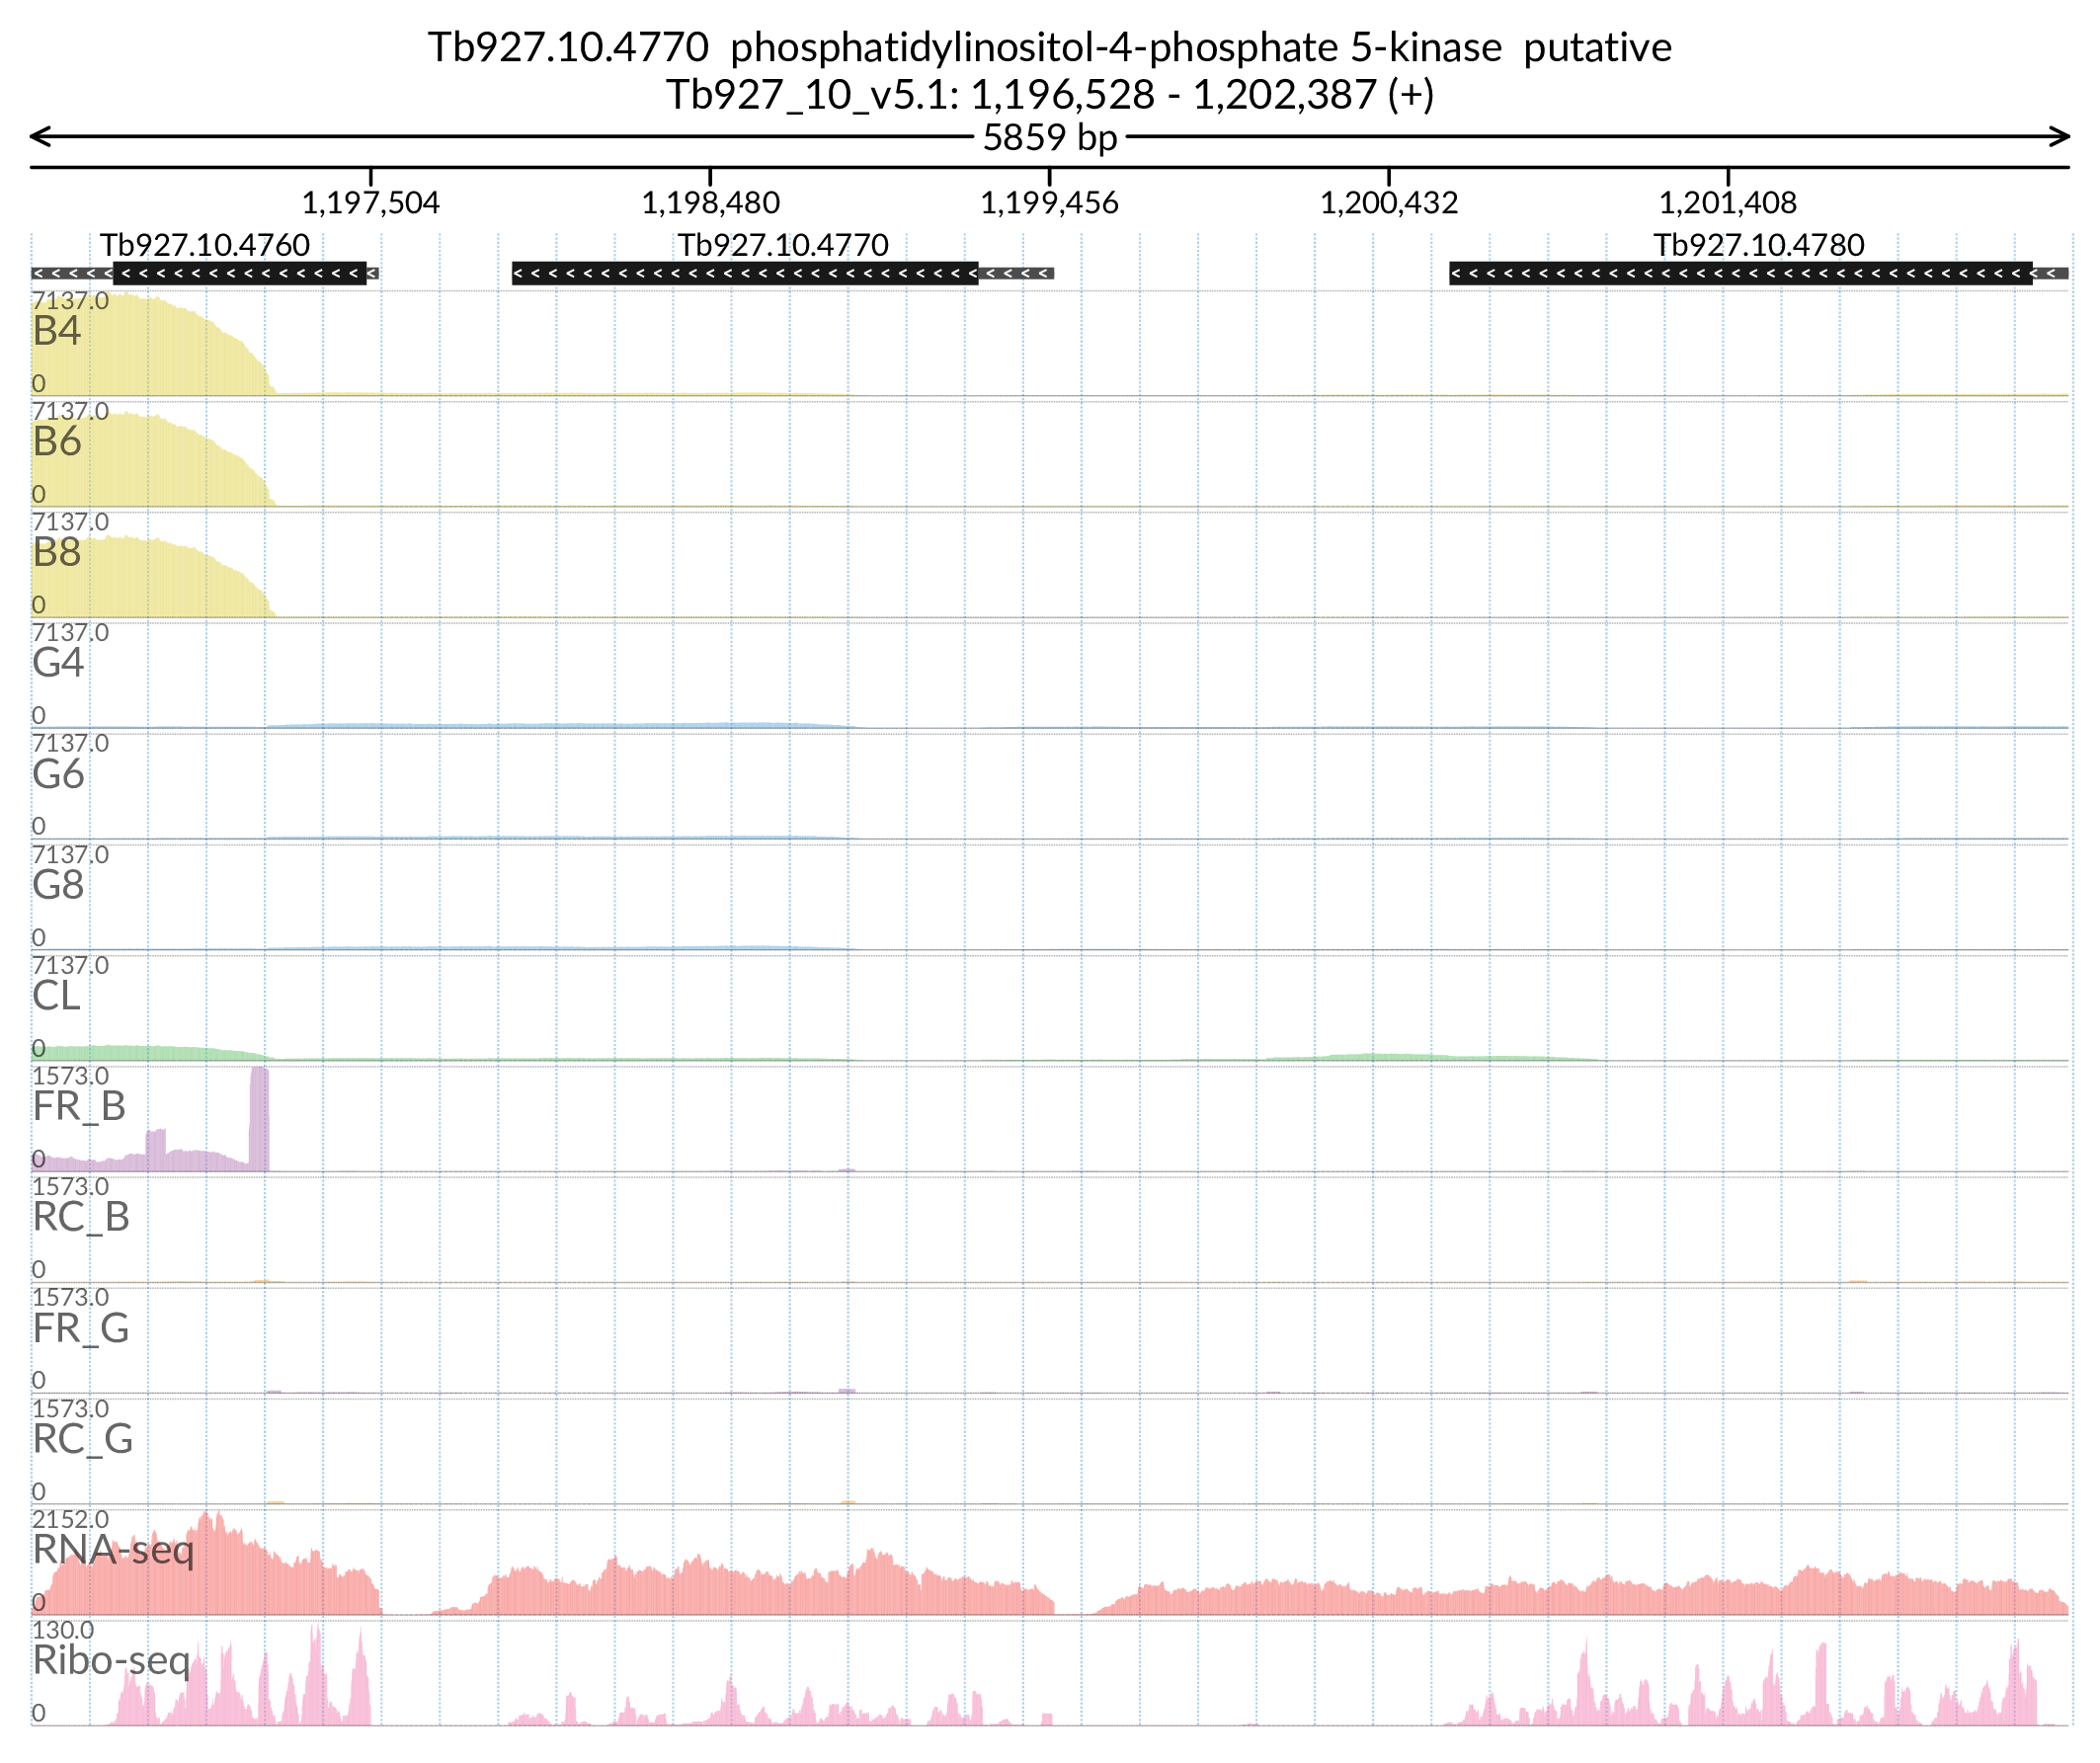 Tb927.10.4770  phosphatidylinositol-4-phosphate 5-kinase  putative
Tb927_10_v5.1: 1,196,528 - 1,202,387 (+)
5859 bp
1,197,504 1,198,480 1,199,456 1,200,432 1,201,408
Tb927.10.4760 Tb927.10.4770 Tb927.10.4780
7137.0
B4
0
7137.0
B6
0
7137.0
B8
0
7137.0
G4
0
7137.0
G6
0
7137.0
G8
0
7137.0
CL
0
1573.0
FR_B
0
1573.0
RC_B
0
1573.0
FR_G
0
1573.0
RC_G
0
2152.0
RNA-seq
0
130.0
Ribo-seq
0